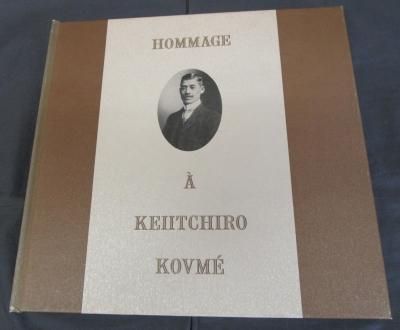 HOMMAGE
À
KEIITCHIRO
KOVMÉ